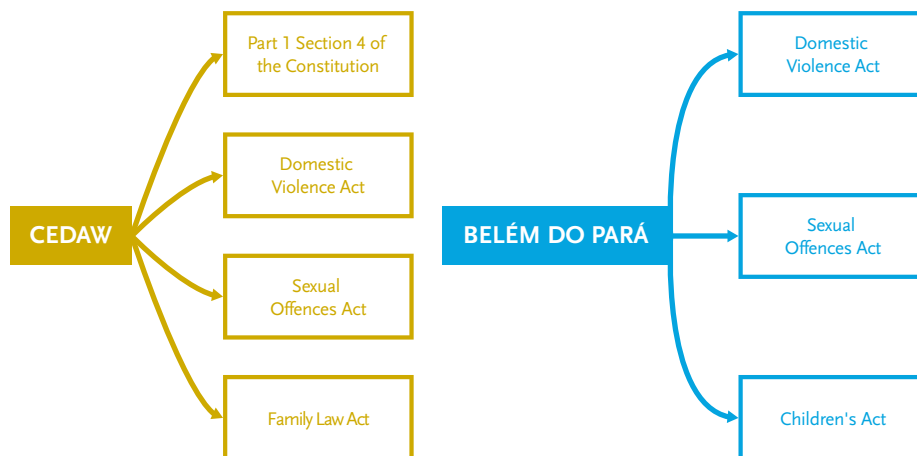 CEDAW
Part 1 Section 4 of
the Constitution
Domestic
Violence Act
Sexual
Offences Act
Family Law Act
BELÉM DO PARÁ
Domestic
Violence Act
Sexual
Offences Act
Children's Act